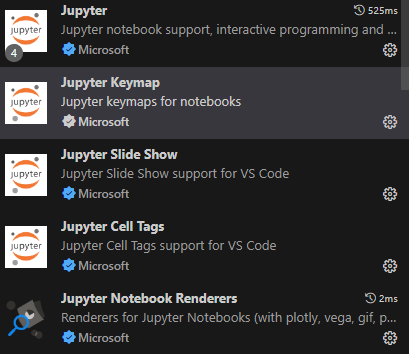 Jupyter
525ms
Jupyter notebook support, interactive programming and ...
Microsoft
jupyter
4
Jupyter Keymap
Jupyter keymaps for notebooks
Microsoft
jupyter
Jupyter Slide Show
Jupyter Slide Show support for VS Code
Microsoft
jupyter
Jupyter Cell Tags
Jupyter Cell Tags support for VS Code
Microsoft
jupyter
Jupyter Notebook Renderers
2ms
Renderers for Jupyter Notebooks (with plotly, vega, gif, p...
Microsoft